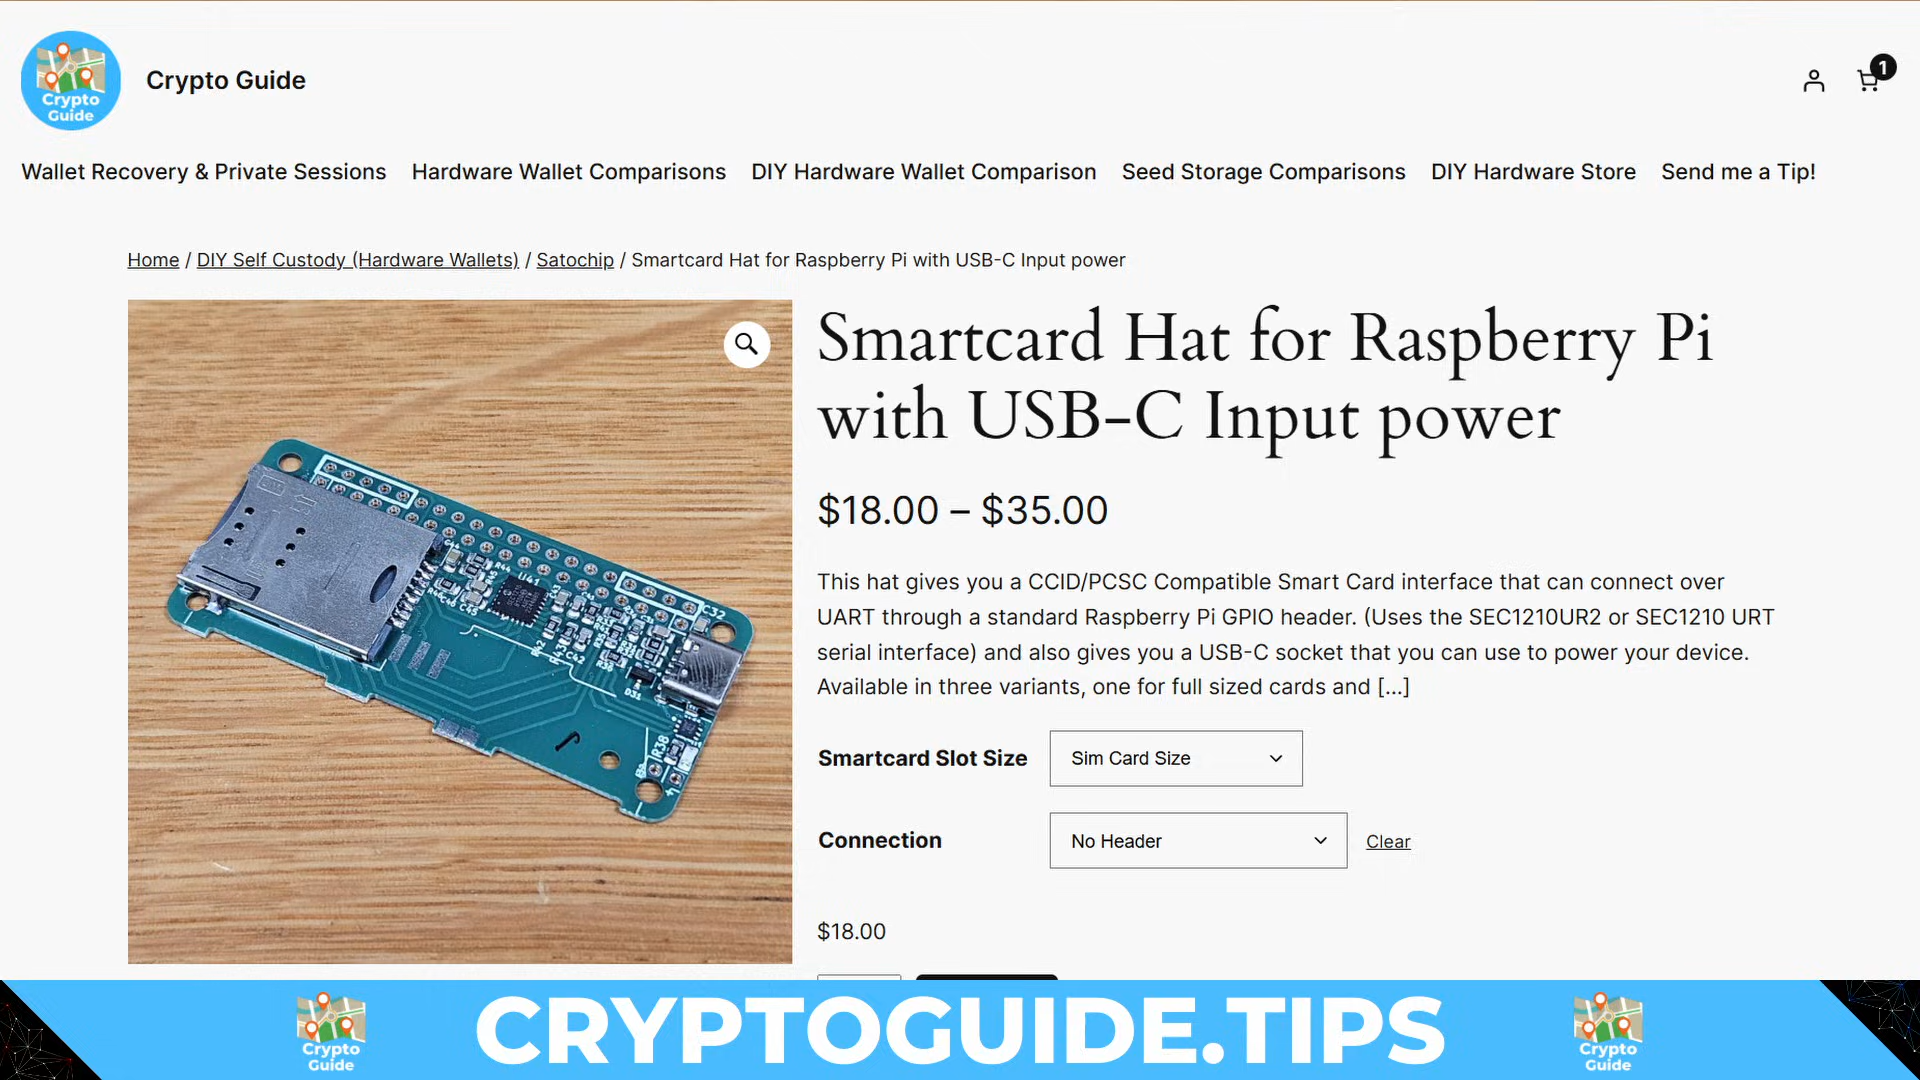 Crypto
Guide
Crypto Guide
1
Wallet Recovery & Private Sessions
Hardware Wallet Comparisons
DIY Hardware Wallet Comparison
Seed Storage Comparisons
DIY Hardware Store
Send me a Tip!
Home / DIY Self Custody (Hardware Wallets) / Satochip / Smartcard Hat for Raspberry Pi with USB-C Input power
Smartcard Hat for Raspberry Pi
with USB-C Input power
$18.00 – $35.00
This hat gives you a CCID/PCSC Compatible Smart Card interface that can connect over
UART through a standard Raspberry Pi GPIO header. (Uses the SEC1210UR2 or SEC1210 URT
serial interface) and also gives you a USB-C socket that you can use to power your device.
Available in three variants, one for full sized cards and [...]
Smartcard Slot Size
Sim Card Size
Connection
No Header
Clear
$18.00
U41
C32
D31
R38
Crypto
Guide
CRYPTOGUIDE.TIPS
Crypto
Guide